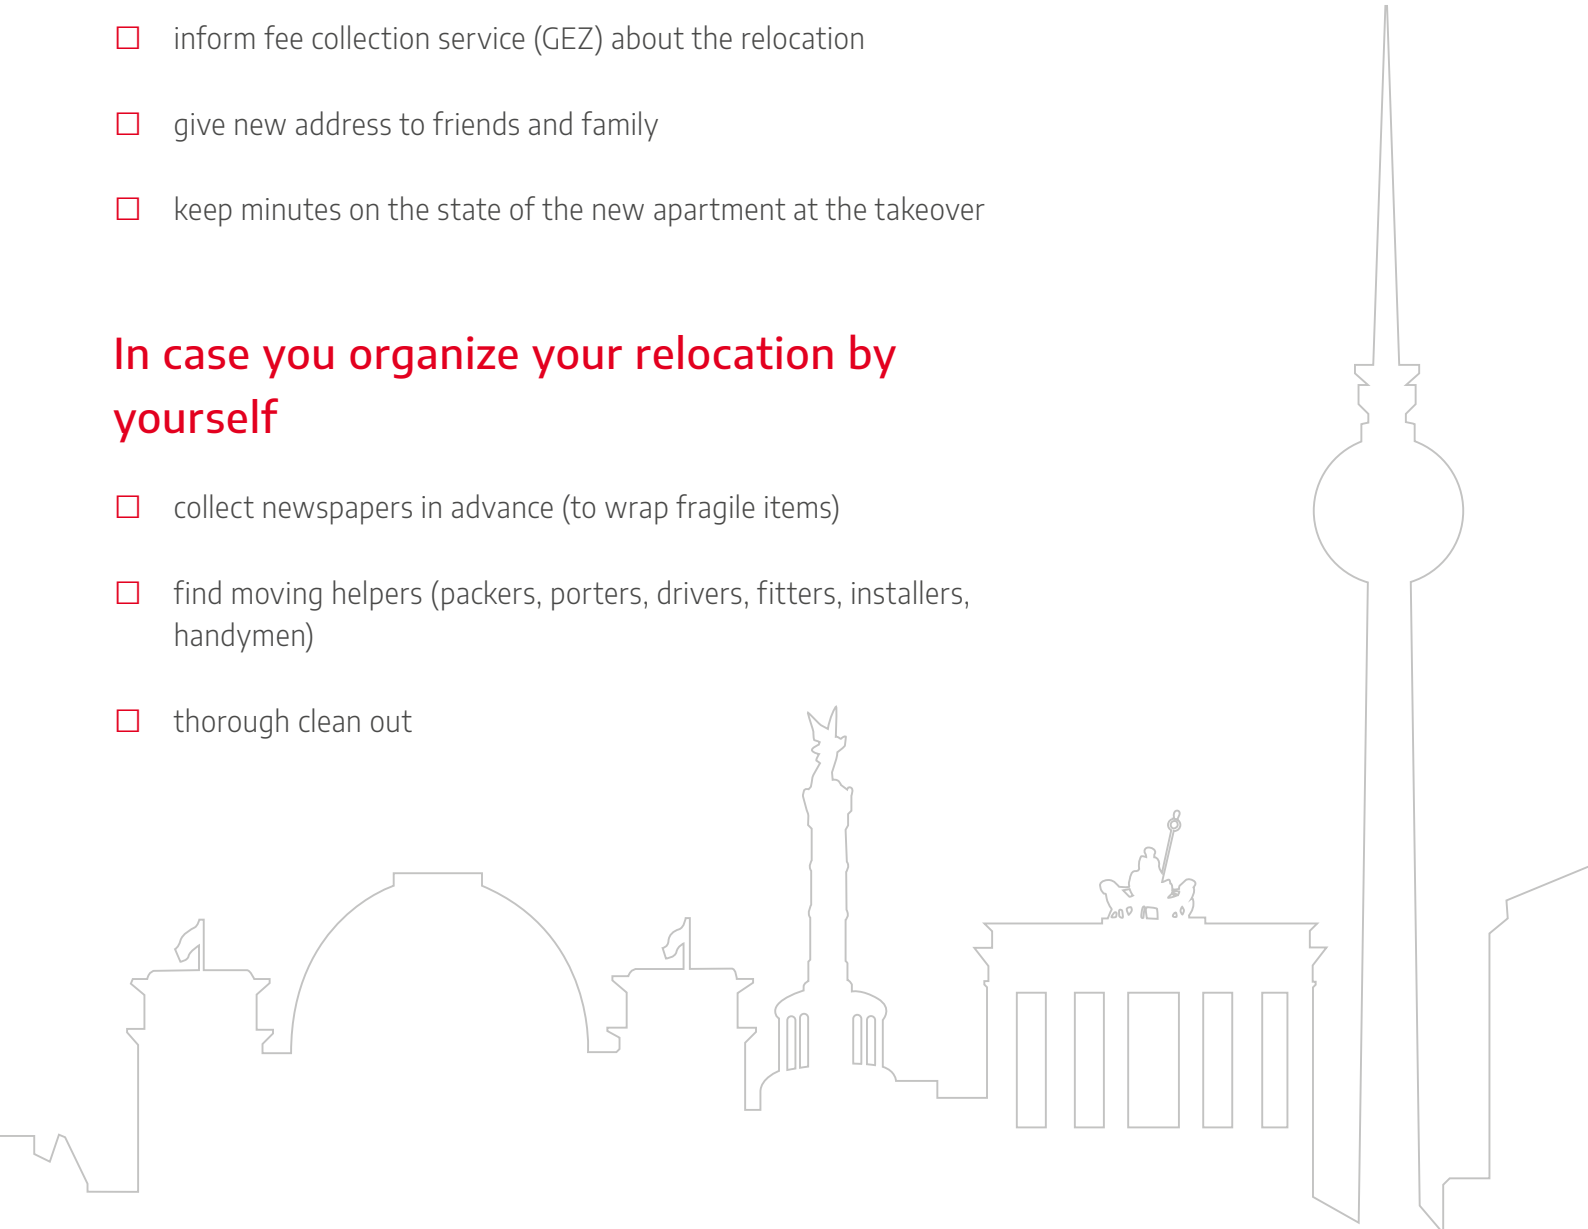 ☐ inform fee collection service (GEZ) about the relocation
☐ give new address to friends and family
☐ keep minutes on the state of the new apartment at the takeover
In case you organize your relocation by
yourself
☐ collect newspapers in advance (to wrap fragile items)
☐ find moving helpers (packers, porters, drivers, fitters, installers,
handymen)
☐ thorough clean out